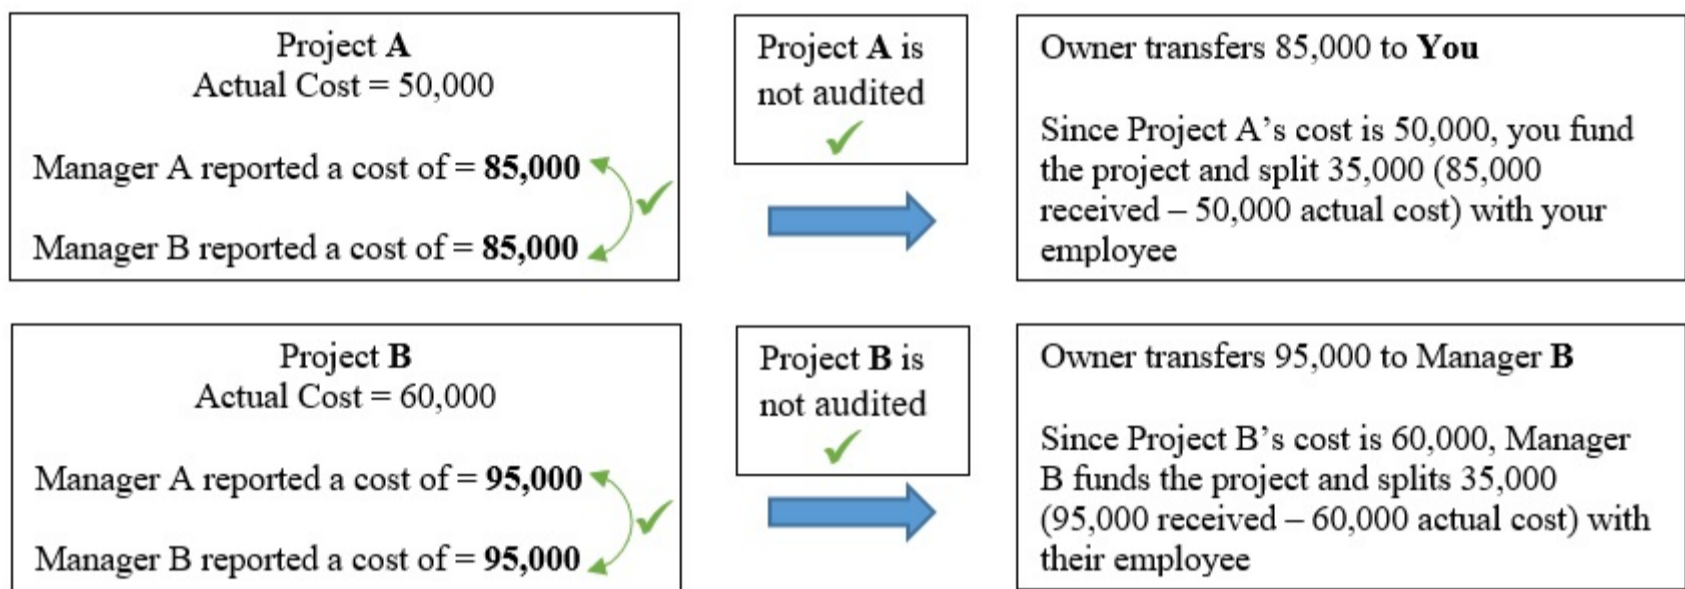 Project A
Actual Cost = 50,000
Manager A reported a cost of = 85,000
Manager B reported a cost of = 85,000
Project A is
not audited
Owner transfers 85,000 to You
Since Project A’s cost is 50,000, you fund
the project and split 35,000 (85,000
received – 50,000 actual cost) with your
employee
Project B
Actual Cost = 60,000
Manager A reported a cost of = 95,000
Manager B reported a cost of = 95,000
Project B is
not audited
Owner transfers 95,000 to Manager B
Since Project B’s cost is 60,000, Manager
B funds the project and splits 35,000
(95,000 received – 60,000 actual cost) with
their employee